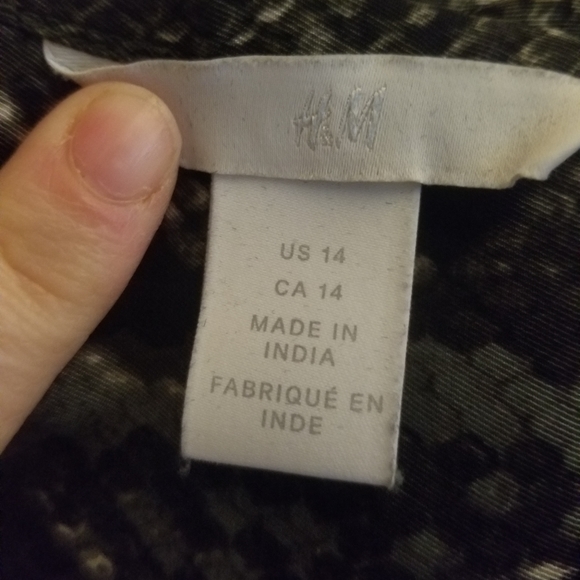 H&M
US 14
CA 14
MADE IN
INDIA
FABRIQUÉ EN
INDE